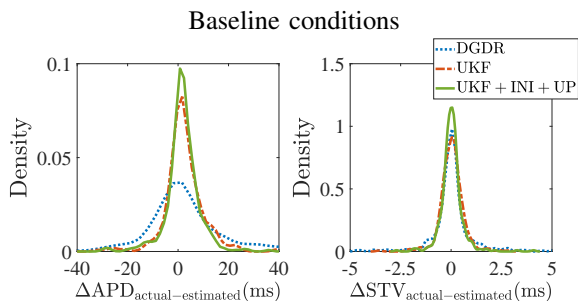 Baseline conditions
DGDR
UKF
UKF + INI + UP
0.1
0.05
0
Density
-40 -20 0 20 40
ΔAPD_actual−estimated(ms)
1.5
1
0.5
0
Density
-5 -2.5 0 2.5 5
ΔSTV_actual−estimated(ms)